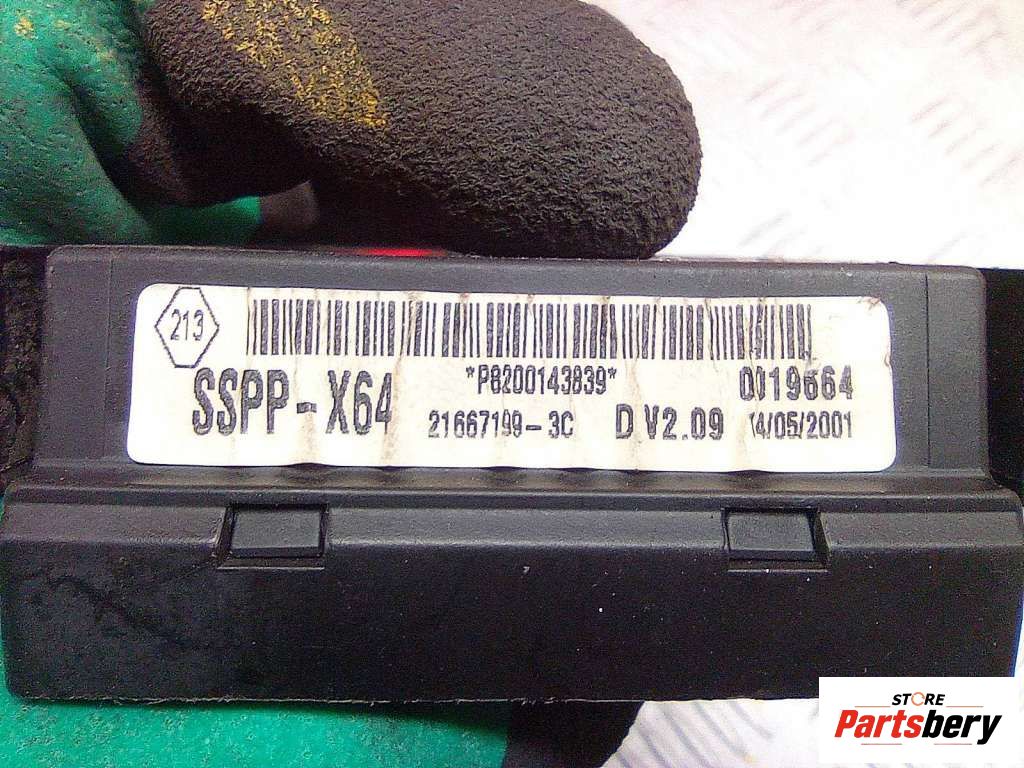 213
SSPP-X64
*P8200143839*
0019664
21667199-3C
D V2.09
14/05/2001
STORE
Partsbery